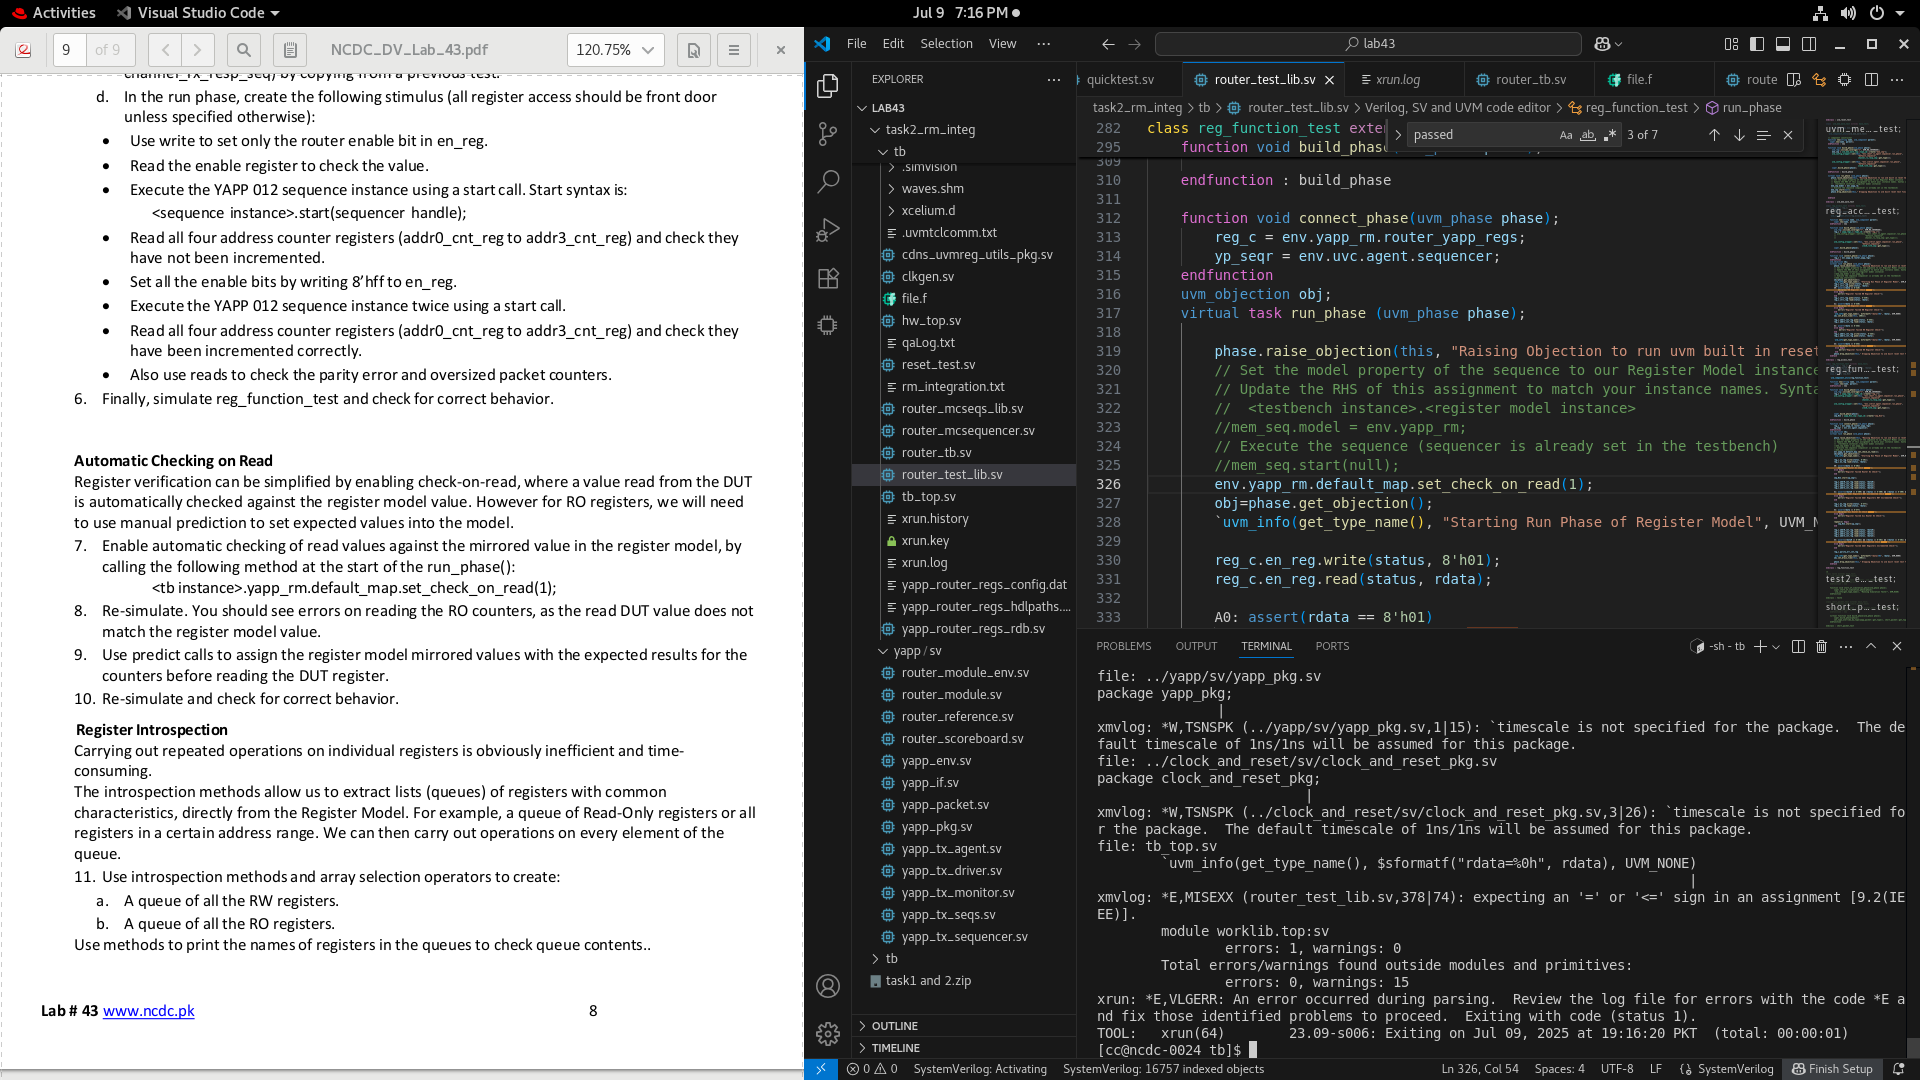 Activities
Visual Studio Code
Jul 9 7:16 PM
9 of 9
NCDC_DV_Lab_43.pdf
120.75%
channel_rx_resp_seq) by copying from a previous test.
d. In the run phase, create the following stimulus (all register access should be front door
unless specified otherwise):
• Use write to set only the router enable bit in en_reg.
• Read the enable register to check the value.
• Execute the YAPP 012 sequence instance using a start call. Start syntax is:
<sequence instance>.start(sequencer handle);
• Read all four address counter registers (addr0_cnt_reg to addr3_cnt_reg) and check they
have not been incremented.
• Set all the enable bits by writing 8’hff to en_reg.
• Execute the YAPP 012 sequence instance twice using a start call.
• Read all four address counter registers (addr0_cnt_reg to addr3_cnt_reg) and check they
have been incremented correctly.
• Also use reads to check the parity error and oversized packet counters.
6. Finally, simulate reg_function_test and check for correct behavior.
Automatic Checking on Read
Register verification can be simplified by enabling check-on-read, where a value read from the DUT
is automatically checked against the register model value. However for RO registers, we will need
to use manual prediction to set expected values into the model.
7. Enable automatic checking of read values against the mirrored value in the register model, by
calling the following method at the start of the run_phase():
<tb instance>.yapp_rm.default_map.set_check_on_read(1);
8. Re-simulate. You should see errors on reading the RO counters, as the read DUT value does not
match the register model value.
9. Use predict calls to assign the register model mirrored values with the expected results for the
counters before reading the DUT register.
10. Re-simulate and check for correct behavior.
Register Introspection
Carrying out repeated operations on individual registers is obviously inefficient and time-
consuming.
The introspection methods allow us to extract lists (queues) of registers with common
characteristics, directly from the Register Model. For example, a queue of Read-Only registers or all
registers in a certain address range. We can then carry out operations on every element of the
queue.
11. Use introspection methods and array selection operators to create:
a. A queue of all the RW registers.
b. A queue of all the RO registers.
Use methods to print the names of registers in the queues to check queue contents..
Lab # 43 www.ncdc.pk 8
File Edit Selection View ···
lab43
EXPLORER
LAB43
task2_rm_integ
tb
.simvision
waves.shm
xcelium.d
.uvmtclcomm.txt
cdns_uvmreg_utils_pkg.sv
clkgen.sv
file.f
hw_top.sv
qaLog.txt
reset_test.sv
rm_integration.txt
router_mcseqs_lib.sv
router_mcsequencer.sv
router_tb.sv
router_test_lib.sv
tb_top.sv
xrun.history
xrun.key
xrun.log
yapp_router_regs_config.dat
yapp_router_regs_hdlpaths....
yapp_router_regs_rdb.sv
yapp / sv
router_module_env.sv
router_module.sv
router_reference.sv
router_scoreboard.sv
yapp_env.sv
yapp_if.sv
yapp_packet.sv
yapp_pkg.sv
yapp_tx_agent.sv
yapp_tx_driver.sv
yapp_tx_monitor.sv
yapp_tx_seqs.sv
yapp_tx_sequencer.sv
tb
task1 and 2.zip
OUTLINE
TIMELINE
quicktest.sv router_test_lib.sv xrun.log router_tb.sv file.f route
task2_rm_integ > tb > router_test_lib.sv > Verilog, SV and UVM code editor > reg_function_test > run_phase
passed Aa ab 3 of 7
282 class reg_function_test exter
295 function void build_phase(
309
310 endfunction : build_phase
311
312 function void connect_phase(uvm_phase phase);
313 reg_c = env.yapp_rm.router_yapp_regs;
314 yp_seqr = env.uvc.agent.sequencer;
315 endfunction
316 uvm_objection obj;
317 virtual task run_phase (uvm_phase phase);
318
319 phase.raise_objection(this, "Raising Objection to run uvm built in reset
320 // Set the model property of the sequence to our Register Model instance
321 // Update the RHS of this assignment to match your instance names. Synta
322 // <testbench instance>.<register model instance>
323 //mem_seq.model = env.yapp_rm;
324 // Execute the sequence (sequencer is already set in the testbench)
325 //mem_seq.start(null);
326 env.yapp_rm.default_map.set_check_on_read(1);
327 obj=phase.get_objection();
328 `uvm_info(get_type_name(), "Starting Run Phase of Register Model", UVM_N
329
330 reg_c.en_reg.write(status, 8'h01);
331 reg_c.en_reg.read(status, rdata);
332
333 A0: assert(rdata == 8'h01)
uvm_me..._test;
reg_acc..._test;
reg_fun..._test;
test2 e..._test;
short_p..._test;
PROBLEMS OUTPUT TERMINAL PORTS
-sh - tb
file: ../yapp/sv/yapp_pkg.sv
package yapp_pkg;
|
xmvlog: *W,TSNSPK (../yapp/sv/yapp_pkg.sv,1|15): `timescale is not specified for the package.  The de
fault timescale of 1ns/1ns will be assumed for this package.
file: ../clock_and_reset/sv/clock_and_reset_pkg.sv
package clock_and_reset_pkg;
|
xmvlog: *W,TSNSPK (../clock_and_reset/sv/clock_and_reset_pkg.sv,3|26): `timescale is not specified fo
r the package.  The default timescale of 1ns/1ns will be assumed for this package.
file: tb_top.sv
`uvm_info(get_type_name(), $sformatf("rdata=%0h", rdata), UVM_NONE)
|
xmvlog: *E,MISEXX (router_test_lib.sv,378|74): expecting an '=' or '<=' sign in an assignment [9.2(IE
EE)].
module worklib.top:sv
errors: 1, warnings: 0
Total errors/warnings found outside modules and primitives:
errors: 0, warnings: 15
xrun: *E,VLGERR: An error occurred during parsing.  Review the log file for errors with the code *E a
nd fix those identified problems to proceed.  Exiting with code (status 1).
TOOL: xrun(64) 23.09-s006: Exiting on Jul 09, 2025 at 19:16:20 PKT (total: 00:00:01)
[cc@ncdc-0024 tb]$
0 0 SystemVerilog: Activating SystemVerilog: 16757 indexed objects Ln 326, Col 54 Spaces: 4 UTF-8 LF SystemVerilog Finish Setup